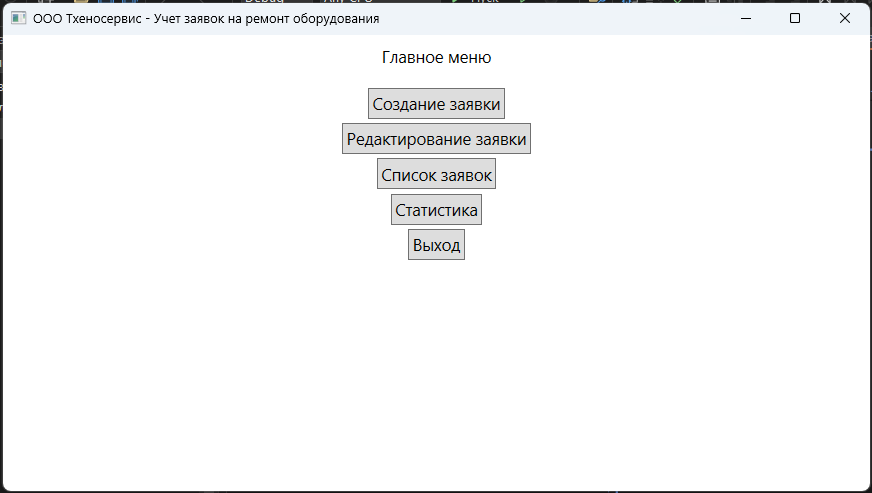 ООО Тхеносервис - Учет заявок на ремонт оборудования
Главное меню
Создание заявки
Редактирование заявки
Список заявок
Статистика
Выход